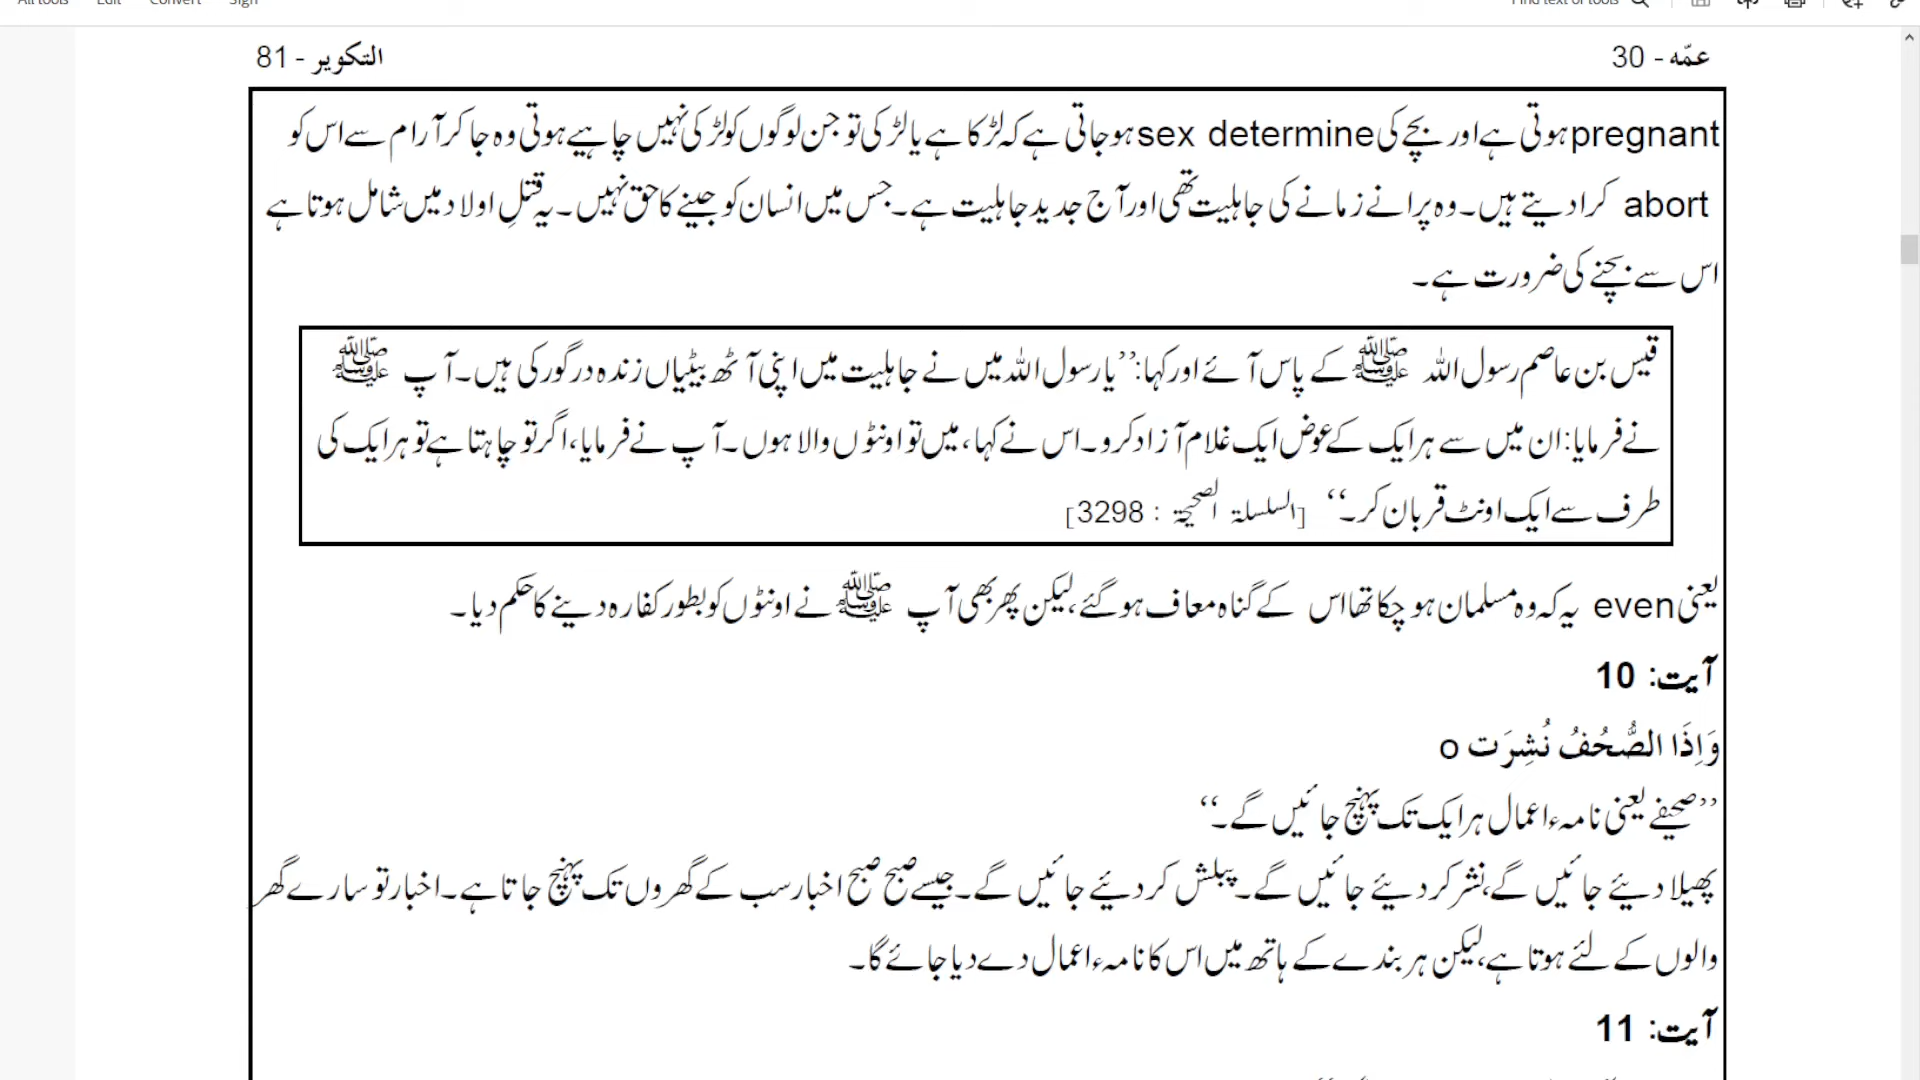 All tools Edit Convert Sign Find text or tools
عمّہ - 30 التکویر - 81
pregnant ہوتی ہے اور بچے کی sex determine ہو جاتی ہے کہ لڑکا ہے یا لڑکی تو جن لوگوں کو لڑکی نہیں چاہیے ہوتی وہ جا کر آرام سے اس کو
abort کرا دیتے ہیں۔ وہ پرانے زمانے کی جاہلیت تھی اور آج جدید جاہلیت ہے۔ جس میں انسان کو جینے کا حق نہیں۔ یہ قتلِ اولاد میں شامل ہوتا ہے
اس سے بچنے کی ضرورت ہے۔
قیس بن عاصم رسول اللہ ﷺ کے پاس آئے اور کہا: ’’یا رسول اللہ میں نے جاہلیت میں اپنی آٹھ بیٹیاں زندہ درگور کی ہیں۔ آپ ﷺ
نے فرمایا: ان میں سے ہر ایک کے عوض ایک غلام آزاد کرو۔ اس نے کہا، میں تو اونٹوں والا ہوں۔ آپ نے فرمایا، اگر تو چاہتا ہے تو ہر ایک کی
طرف سے ایک اونٹ قربان کر۔‘‘ [السلسلۃ الصحیحۃ : 3298]
یعنی even یہ کہ وہ مسلمان ہو چکا تھا اس کے گناہ معاف ہو گئے، لیکن پھر بھی آپ ﷺ نے اونٹوں کو بطور کفارہ دینے کا حکم دیا۔
آیت: 10
وَاِذَا الصُّحُفُ نُشِرَت o
’’صحیفے یعنی نامہء اعمال ہر ایک تک پہنچ جائیں گے۔‘‘
پھیلا دیئے جائیں گے، نشر کر دیئے جائیں گے۔ پبلش کر دیئے جائیں گے۔ جیسے صبح صبح اخبار سب کے گھروں تک پہنچ جاتا ہے۔ اخبار تو سارے گھر
والوں کے لئے ہوتا ہے، لیکن ہر بندے کے ہاتھ میں اس کا نامہء اعمال دے دیا جائے گا۔
آیت: 11